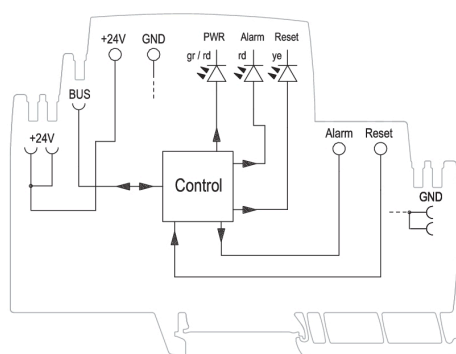 PWR Alarm Reset
+24V GND
gr / rd rd ye
BUS
+24V
Alarm Reset
Control
GND